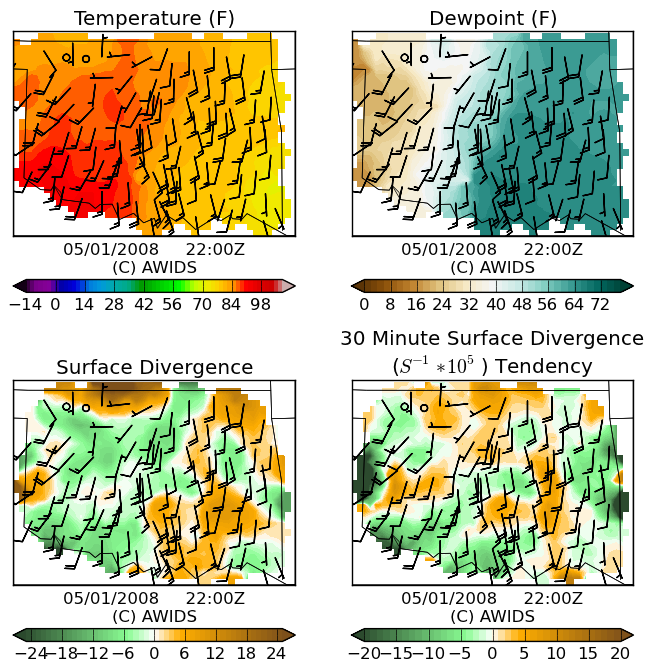 Temperature (F)
05/01/2008 22:00Z
(C) AWIDS
−14 0 14 28 42 56 70 84 98
Dewpoint (F)
05/01/2008 22:00Z
(C) AWIDS
0 8 16 24 32 40 48 56 64 72
Surface Divergence
05/01/2008 22:00Z
(C) AWIDS
−24 −18 −12 −6 0 6 12 18 24
30 Minute Surface Divergence
(S⁻¹ *10⁵ ) Tendency
05/01/2008 22:00Z
(C) AWIDS
−20 −15 −10 −5 0 5 10 15 20